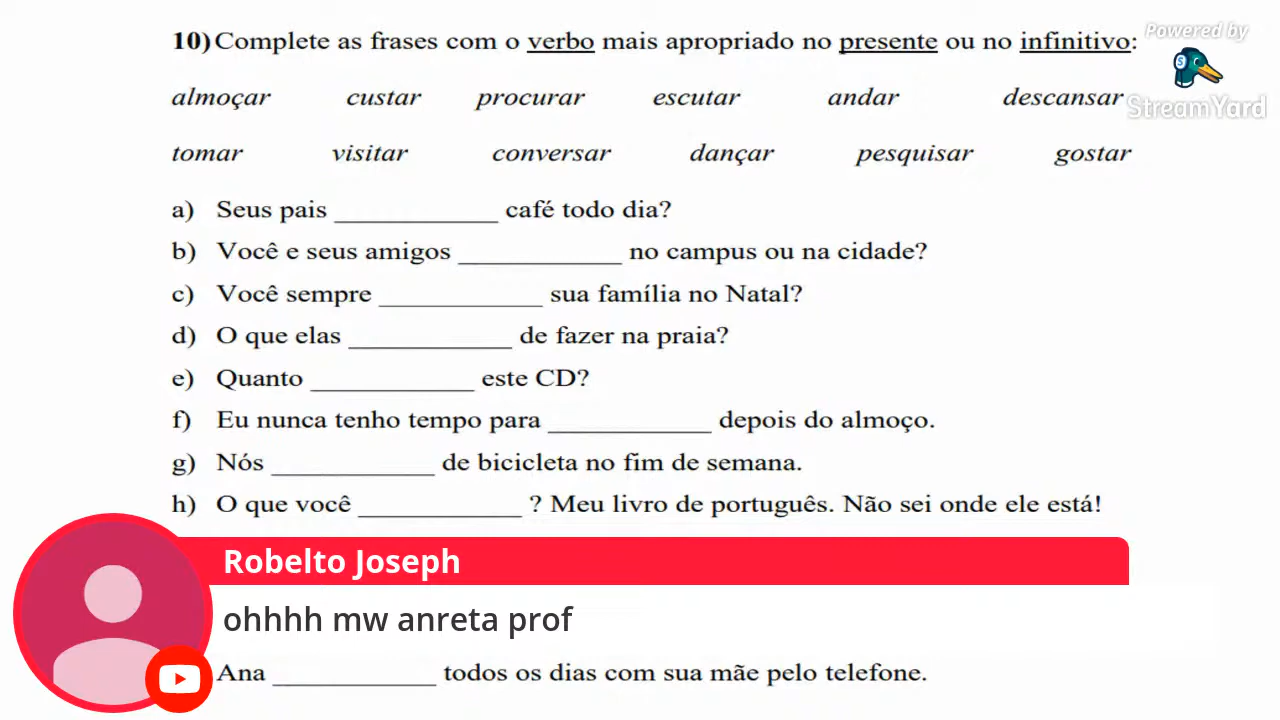 Powered by
StreamYard
10) Complete as frases com o verbo mais apropriado no presente ou no infinitivo:
almoçar custar procurar escutar andar descansar
tomar visitar conversar dançar pesquisar gostar
a) Seus pais ____________ café todo dia?
b) Você e seus amigos ____________ no campus ou na cidade?
c) Você sempre ____________ sua família no Natal?
d) O que elas ____________ de fazer na praia?
e) Quanto ____________ este CD?
f) Eu nunca tenho tempo para ____________ depois do almoço.
g) Nós ____________ de bicicleta no fim de semana.
h) O que você ____________ ? Meu livro de português. Não sei onde ele está!
Robelto Joseph
ohhhh mw anreta prof
Ana ____________ todos os dias com sua mãe pelo telefone.